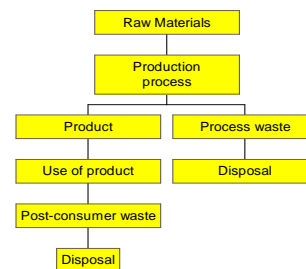 Raw Materials
Production
process
Product
Process waste
Use of product
Disposal
Post-consumer waste
Disposal